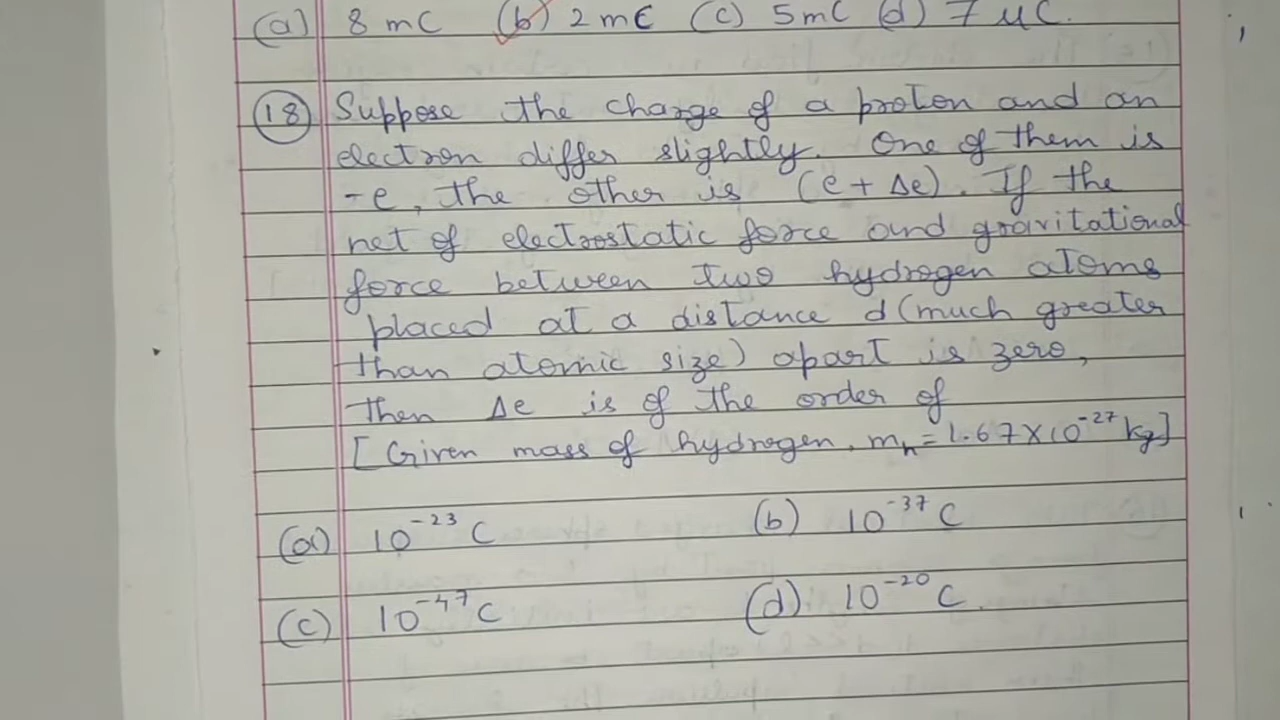 (a) 8 mC (b) 2 mC (c) 5mC (d) 7 μC.
(18) Suppose the charge of a proton and an
electron differ slightly. One of them is
-e, the other is (e + Δe). If the
net of electrostatic force and gravitational
force between two hydrogen atoms
placed at a distance d (much greater
than atomic size) apart is zero,
then Δe is of the order of
[Given mass of hydrogen, mₕ = 1.67 × 10⁻²⁷ kg]
(a) 10⁻²³ C (b) 10⁻³⁷ C
(c) 10⁻⁴⁷ C (d) 10⁻²⁰ C.